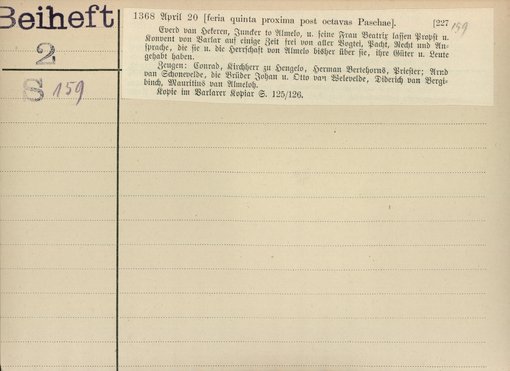 Beiheft
2
S 159
1368 April 20 [feria quinta proxima post octavas Paschae]. [227
159
Everd van Heferen, Juncker to Almelo, u. seine Frau Beatrix lassen Propst u.
Konvent von Varlar auf einige Zeit frei von aller Vogtei, Pacht, Recht und An-
sprache, die sie u. die Herrschaft von Almelo bisher über sie, ihre Güter u. Leute
gehabt haben.
Zeugen: Conrad, Kirchherr zu Hengelo, Herman Bertehorns, Priester; Arnd
van Schonevelde, die Brüder Johan u. Otto van Welevelde, Diderich van Bergi-
binch, Mauritius van Almeloh.
Kopie im Varlarer Kopiar S. 125/126.